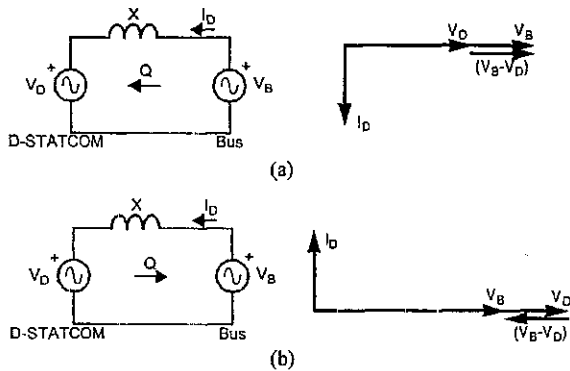 X
I_D
V_D
Q
V_B
D-STATCOM
Bus
V_D
V_B
(V_B-V_D)
I_D
(a)
X
I_D
V_D
Q
V_B
D-STATCOM
Bus
I_D
V_B
V_D
(V_B-V_D)
(b)